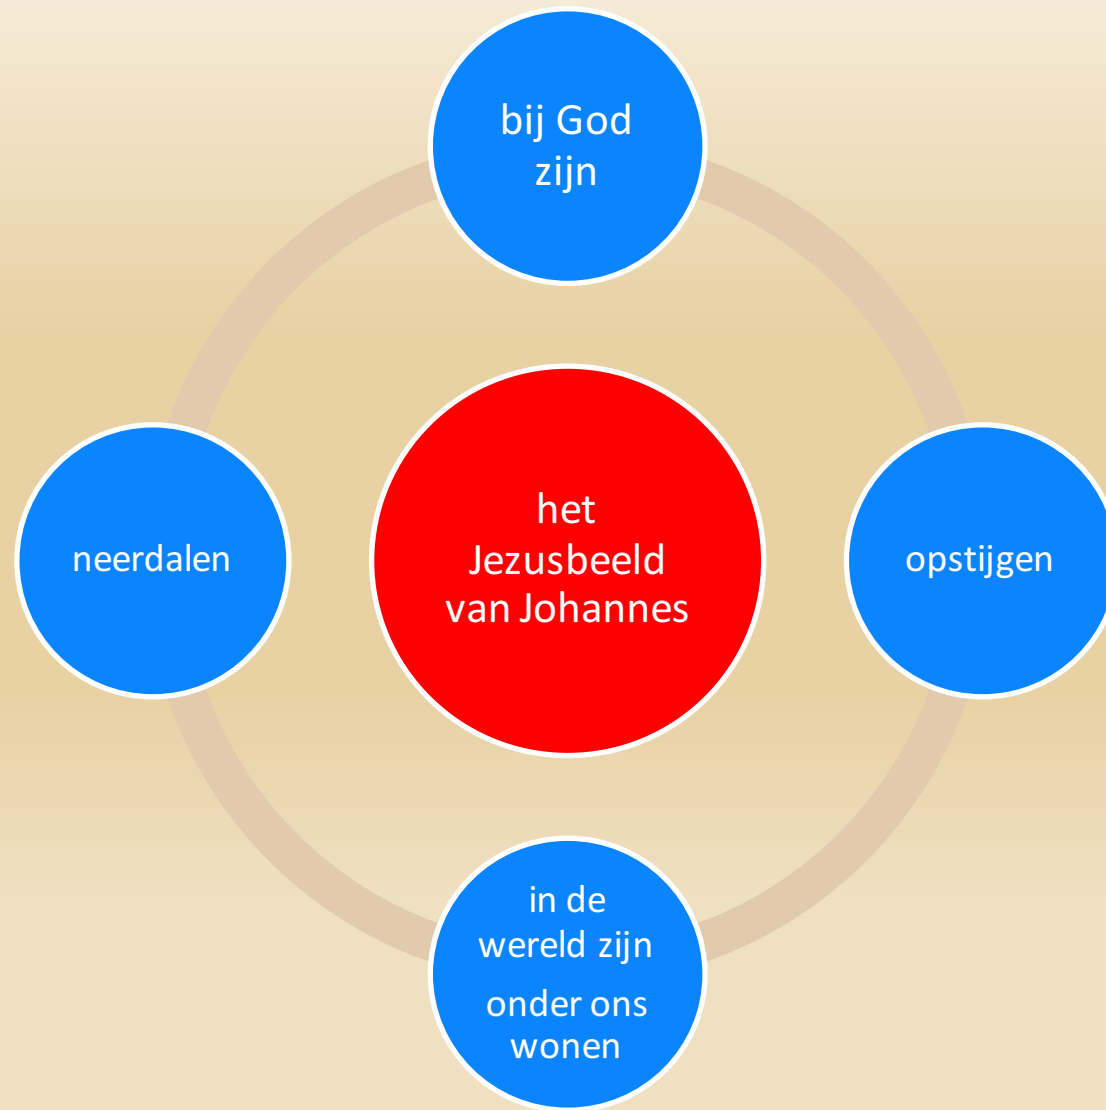 bij God
zijn
neerdalen
het
Jezusbeeld
van Johannes
opstijgen
in de
wereld zijn
onder ons
wonen